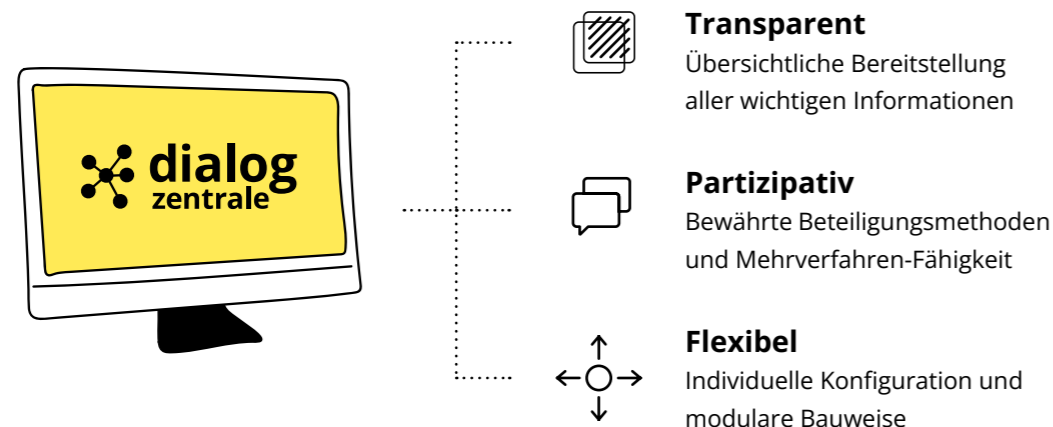 dialog
zentrale
Transparent
Übersichtliche Bereitstellung
aller wichtigen Informationen
Partizipativ
Bewährte Beteiligungsmethoden
und Mehrverfahren-Fähigkeit
Flexibel
Individuelle Konfiguration und
modulare Bauweise